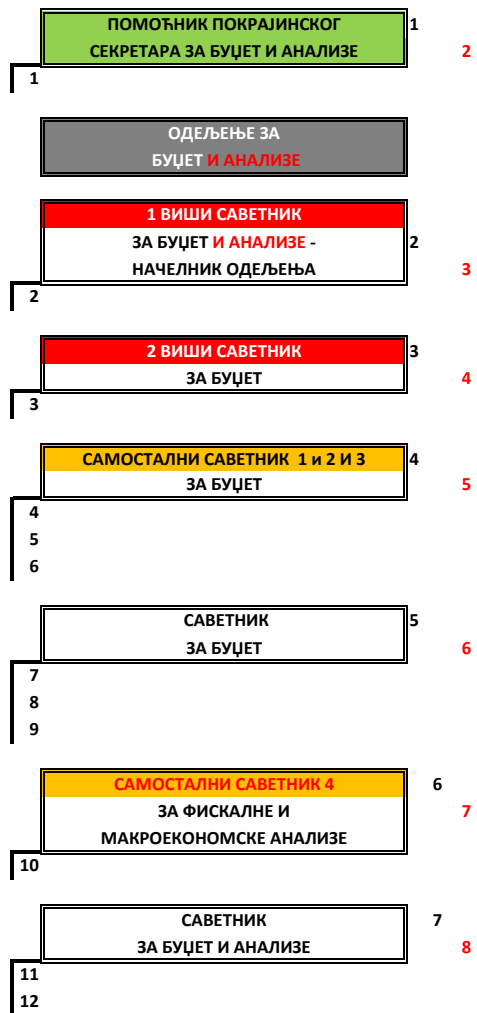 ПОМОЋНИК ПОКРАЈИНСКОГ 1
СЕКРЕТАРА ЗА БУЏЕТ И АНАЛИЗЕ 2
1
ОДЕЉЕЊЕ ЗА
БУЏЕТ И АНАЛИЗЕ
1 ВИШИ САВЕТНИК
ЗА БУЏЕТ И АНАЛИЗЕ - 2
НАЧЕЛНИК ОДЕЉЕЊА 3
2
2 ВИШИ САВЕТНИК 3
ЗА БУЏЕТ 4
3
САМОСТАЛНИ САВЕТНИК 1 и 2 И 3 4
ЗА БУЏЕТ 5
4
5
6
САВЕТНИК 5
ЗА БУЏЕТ 6
7
8
9
САМОСТАЛНИ САВЕТНИК 4 6
ЗА ФИСКАЛНЕ И 7
МАКРОЕКОНОМСКЕ АНАЛИЗЕ
10
САВЕТНИК 7
ЗА БУЏЕТ И АНАЛИЗЕ 8
11
12